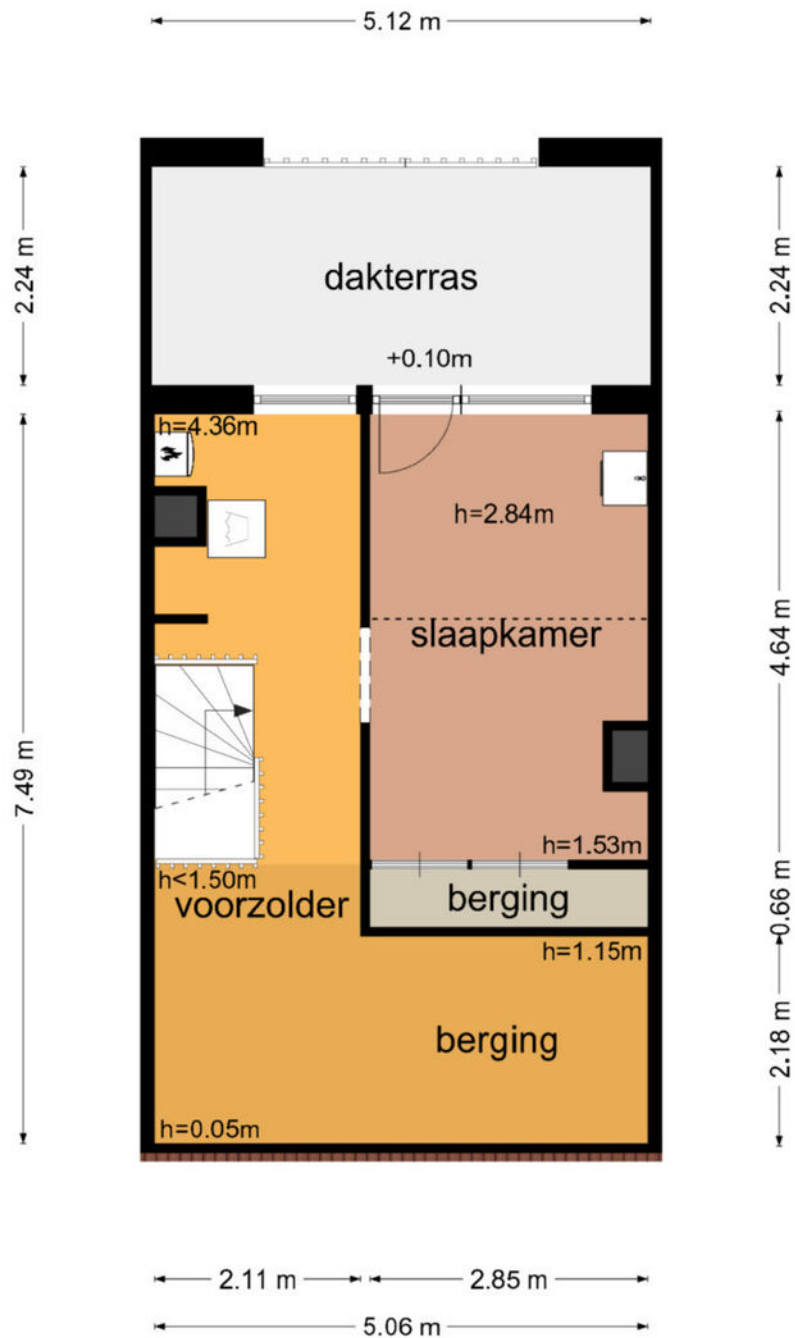 5.12 m
2.24 m
2.24 m
dakterras
+0.10m
h=4.36m
h=2.84m
slaapkamer
4.64 m
7.49 m
h=1.53m
h<1.50m
voorzolder
berging
0.66 m
h=1.15m
berging
2.18 m
h=0.05m
2.11 m
2.85 m
5.06 m